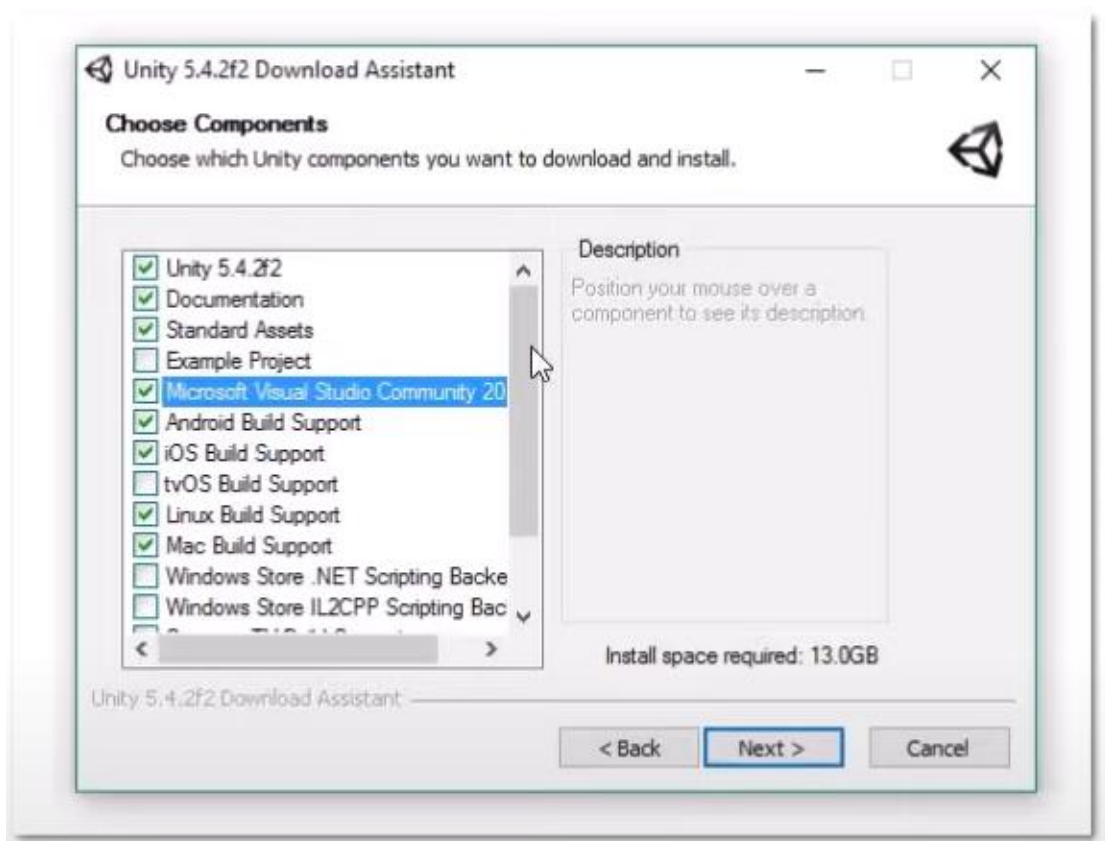 Unity 5.4.2f2 Download Assistant
Choose Components
Choose which Unity components you want to download and install.
Unity 5.4.2f2
Documentation
Standard Assets
Example Project
Microsoft Visual Studio Community 20
Android Build Support
iOS Build Support
tvOS Build Support
Linux Build Support
Mac Build Support
Windows Store .NET Scripting Backe
Windows Store IL2CPP Scripting Bac
Description
Position your mouse over a
component to see its description.
Install space required: 13.0GB
Unity 5.4.2f2 Download Assistant
< Back
Next >
Cancel